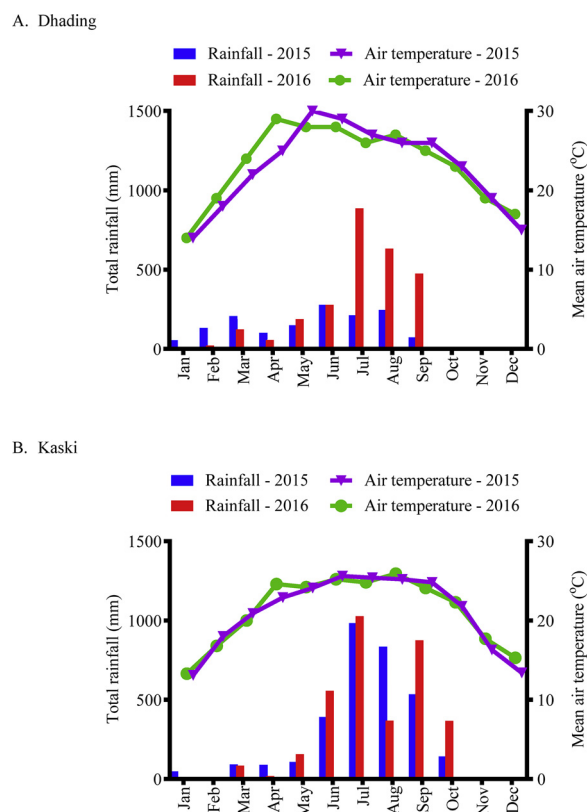 A. Dhading
Rainfall - 2015
Air temperature - 2015
Rainfall - 2016
Air temperature - 2016
1500
1000
500
0
Total rainfall (mm)
30
20
10
0
Mean air temperature (⁰C)
Jan
Feb
Mar
Apr
May
Jun
Jul
Aug
Sep
Oct
Nov
Dec
B. Kaski
Rainfall - 2015
Air temperature - 2015
Rainfall - 2016
Air temperature - 2016
1500
1000
500
0
Total rainfall (mm)
30
20
10
0
Mean air temperature (⁰C)
Jan
Feb
Mar
Apr
May
Jun
Jul
Aug
Sep
Oct
Nov
Dec